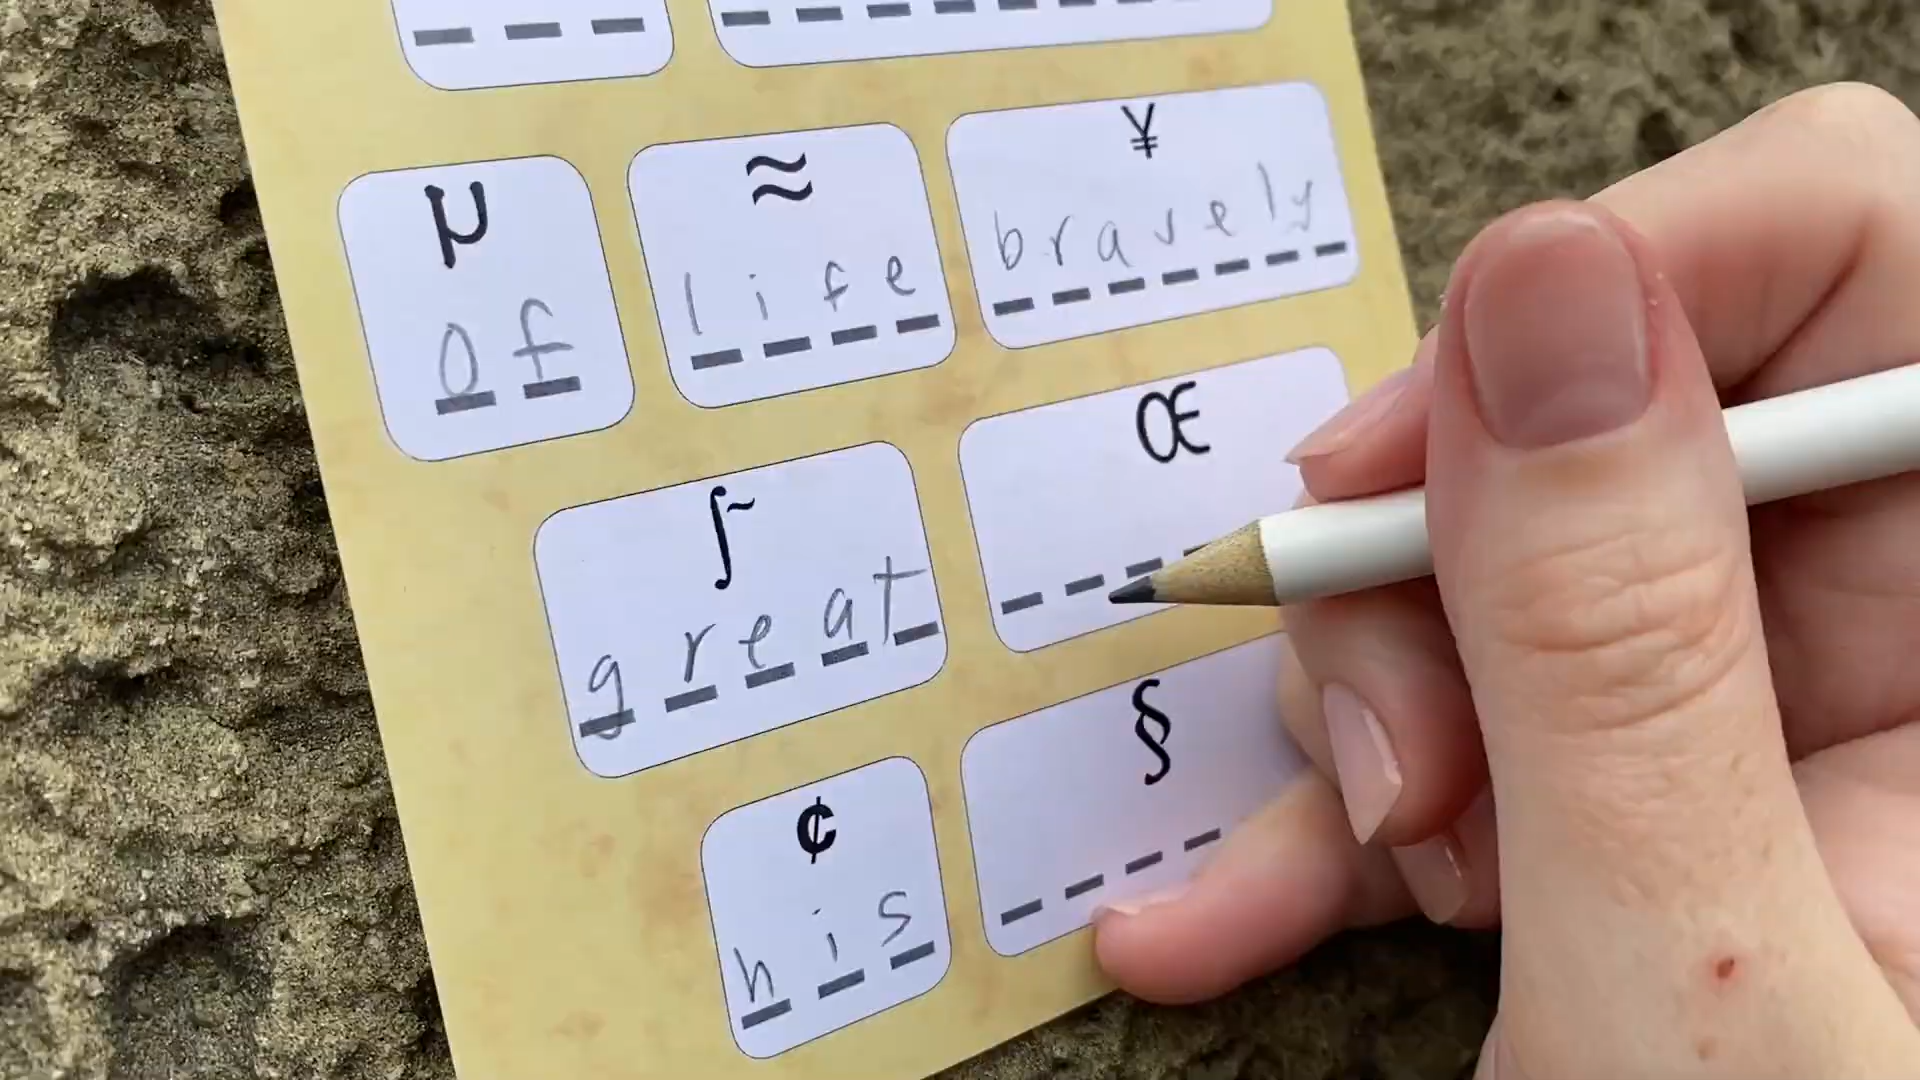 µ ≈ ¥
of life bravely
ʃ~ Œ
great
¢ §
his